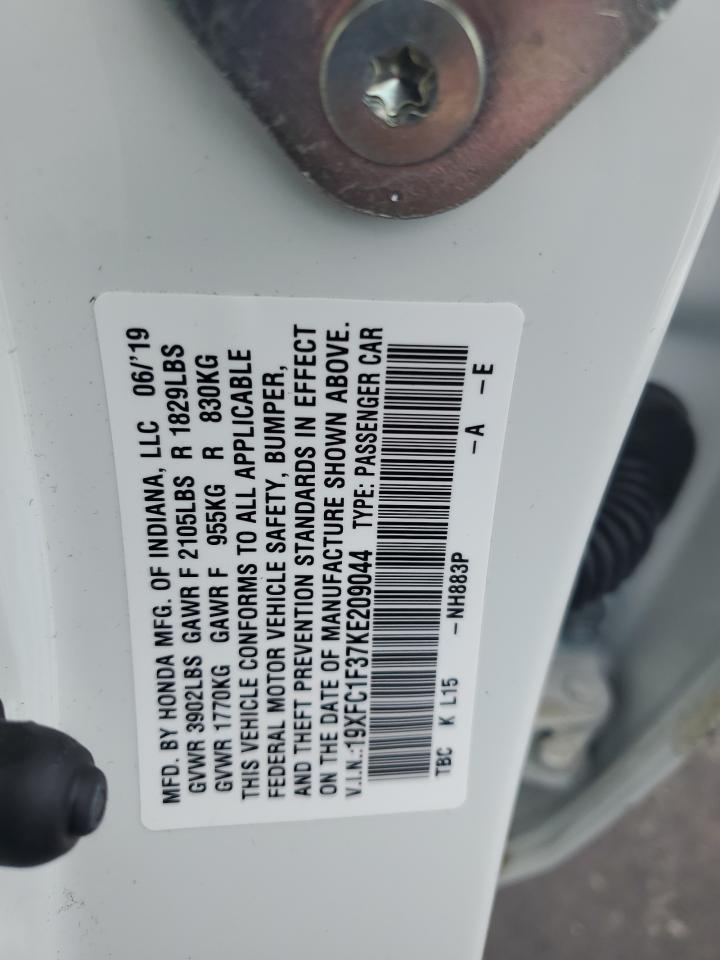 MFD. BY HONDA MFG. OF INDIANA, LLC 06/'19
GVWR 3902LBS GAWR F 2105LBS R 1829LBS
GVWR 1770KG GAWR F 955KG R 830KG
THIS VEHICLE CONFORMS TO ALL APPLICABLE
FEDERAL MOTOR VEHICLE SAFETY, BUMPER,
AND THEFT PREVENTION STANDARDS IN EFFECT
ON THE DATE OF MANUFACTURE SHOWN ABOVE.
V.I.N.:19XFC1F37KE209044 TYPE: PASSENGER CAR
TBC K L15 -NH883P -A -E